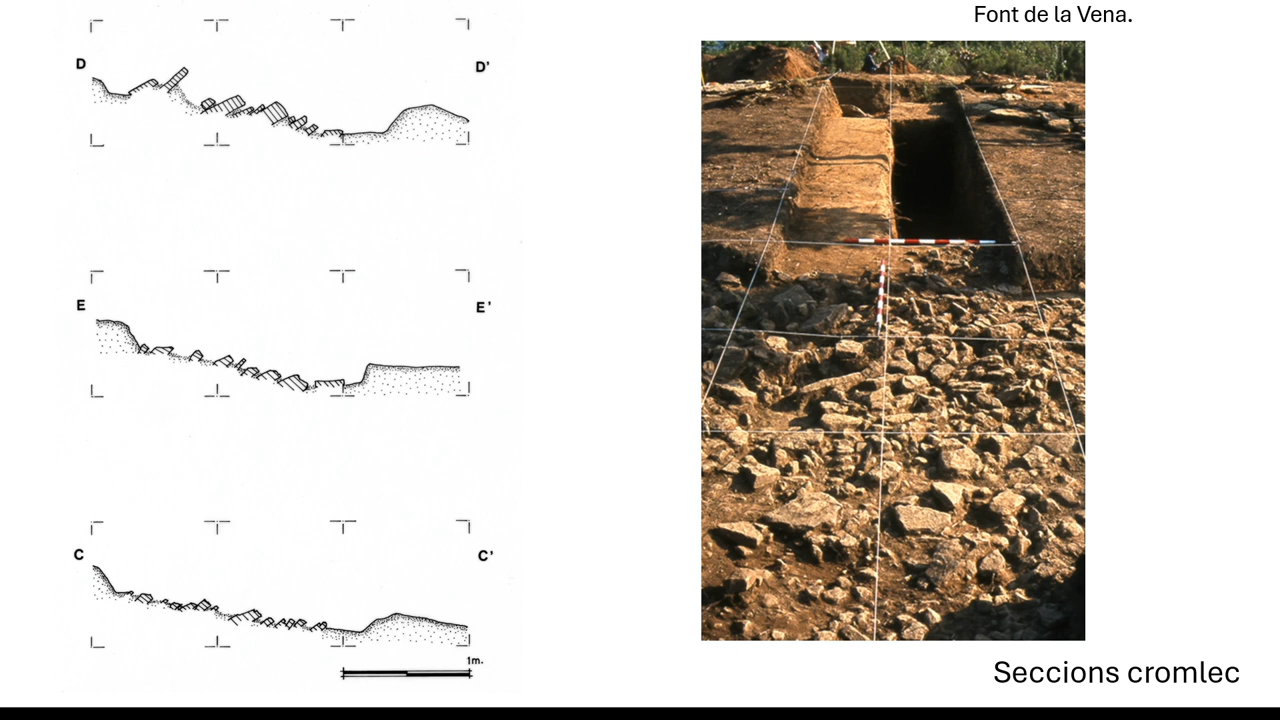 Font de la Vena.
D
D'
E
E'
C
C'
1m.
Seccions cromlec